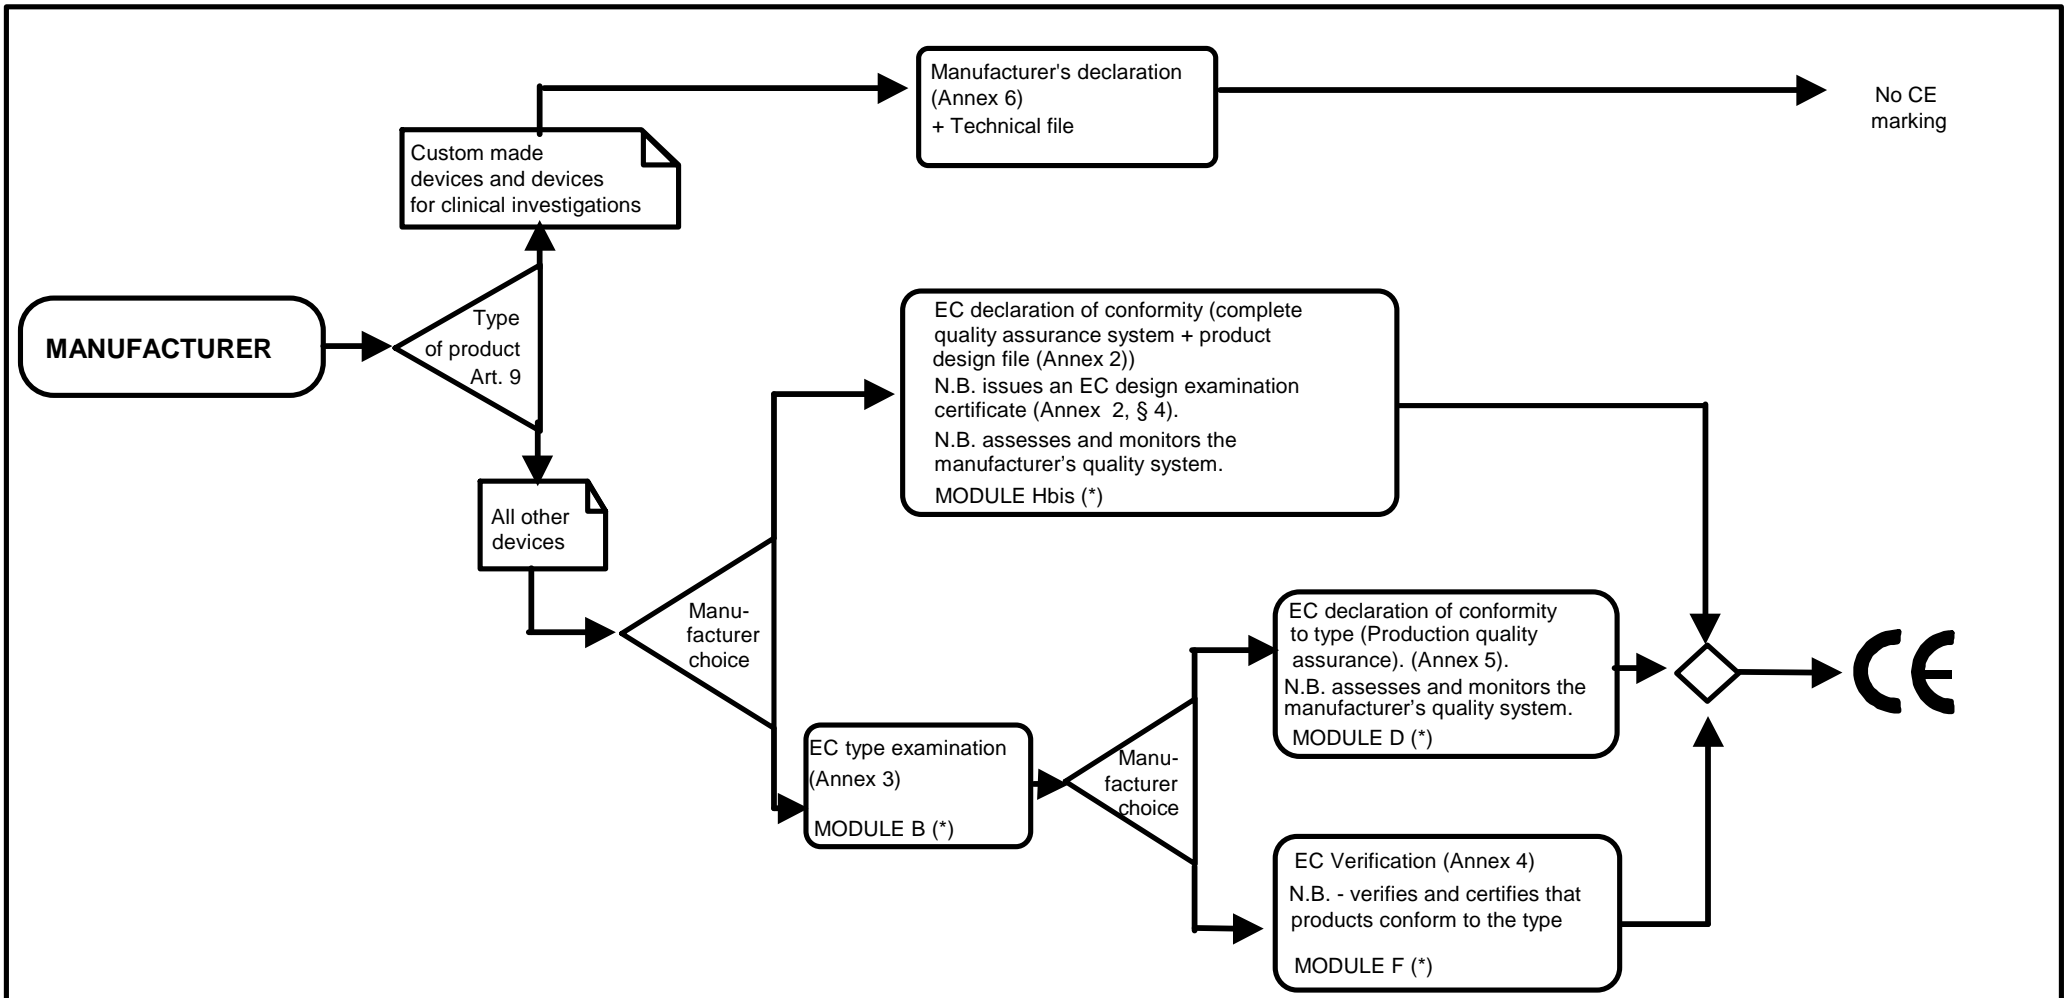 Manufacturer's declaration
(Annex 6)
+ Technical file
No CE
marking
Custom made
devices and devices
for clinical investigations
MANUFACTURER
Type
of product
Art. 9
EC declaration of conformity (complete
quality assurance system + product
design file (Annex 2))
N.B. issues an EC design examination
certificate (Annex 2, § 4).
N.B. assesses and monitors the
manufacturer’s quality system.
MODULE Hbis (*)
All other
devices
Manu-
facturer
choice
EC declaration of conformity
to type (Production quality
assurance). (Annex 5).
N.B. assesses and monitors the
manufacturer’s quality system.
MODULE D (*)
CE
EC type examination
(Annex 3)
MODULE B (*)
Manu-
facturer
choice
EC Verification (Annex 4)
N.B. - verifies and certifies that
products conform to the type
MODULE F (*)